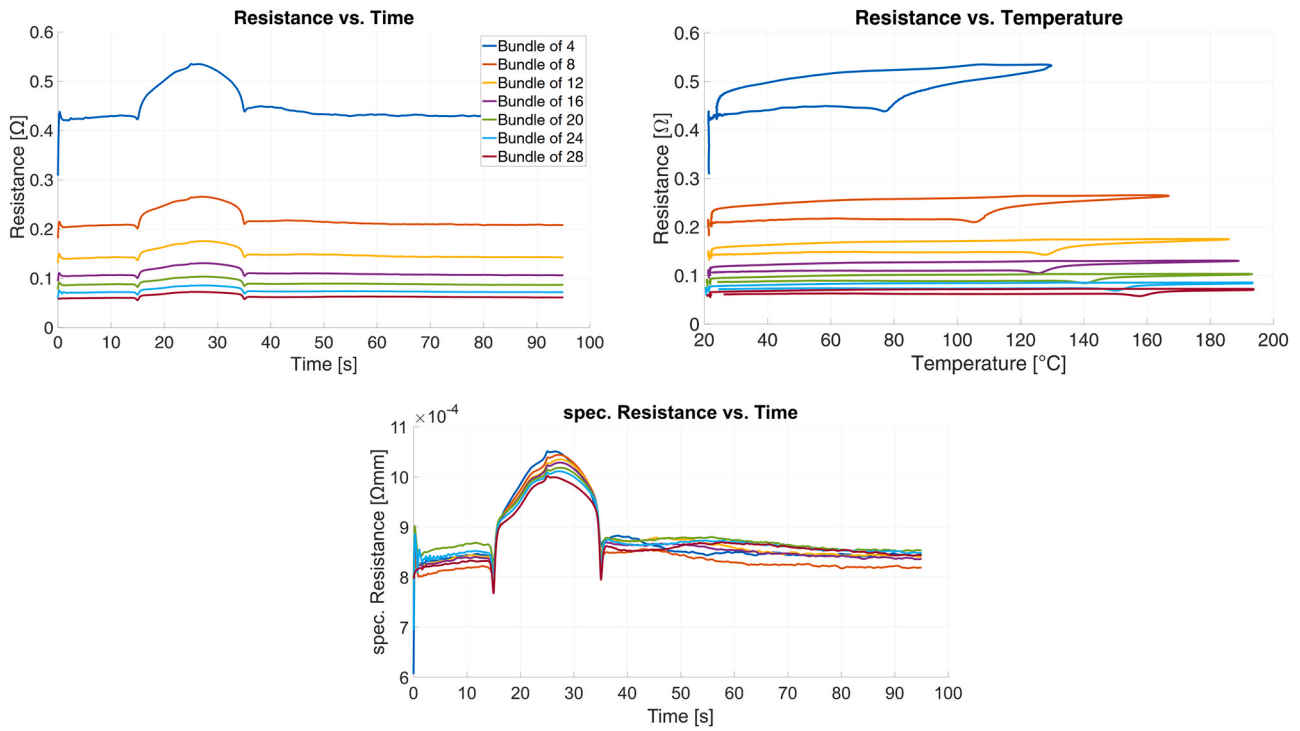 Resistance vs. Time
0.6
0.5
0.4
0.3
0.2
0.1
0
Resistance [Ω]
Bundle of 4
Bundle of 8
Bundle of 12
Bundle of 16
Bundle of 20
Bundle of 24
Bundle of 28
0 10 20 30 40 50 60 70 80 90 100
Time [s]
Resistance vs. Temperature
0.6
0.5
0.4
0.3
0.2
0.1
0
Resistance [Ω]
20 40 60 80 100 120 140 160 180 200
Temperature [°C]
spec. Resistance vs. Time
×10⁻⁴
11
10
9
8
7
6
spec. Resistance [Ωmm]
0 10 20 30 40 50 60 70 80 90 100
Time [s]